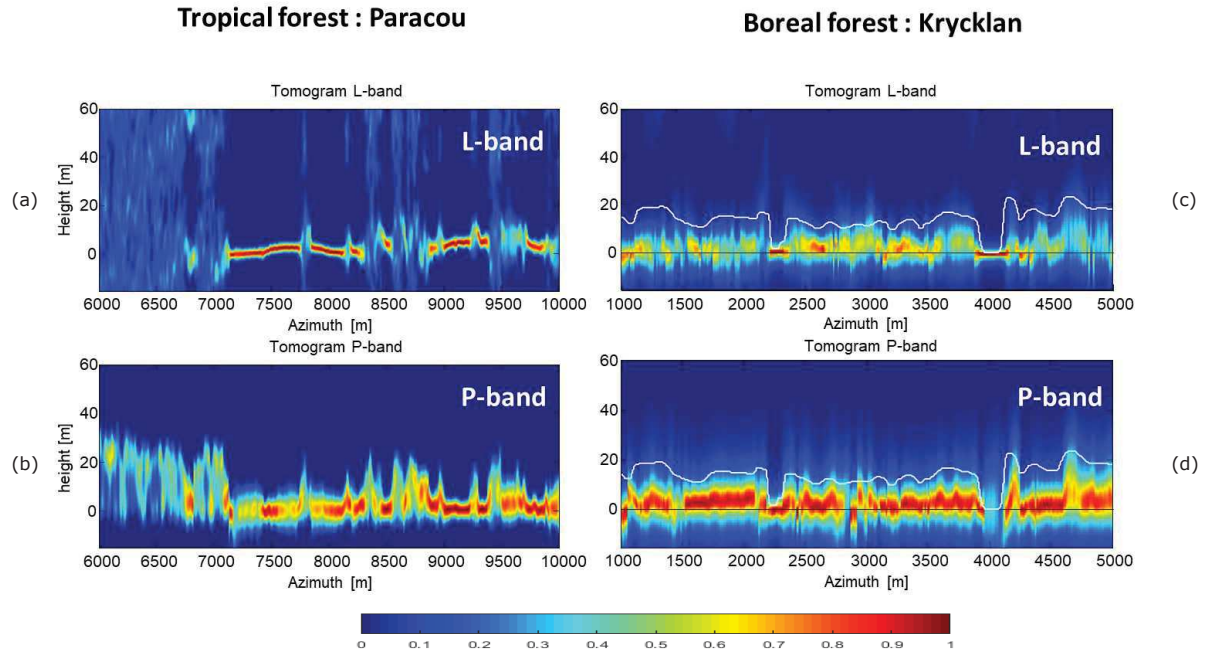 Tropical forest : Paracou
Boreal forest : Krycklan
Tomogram L-band
60
40
20
0
Height [m]
L-band
(a)
6000 6500 7000 7500 8000 8500 9000 9500 10000
Azimuth [m]
Tomogram L-band
60
40
20
0
L-band
(c)
1000 1500 2000 2500 3000 3500 4000 4500 5000
Azimuth [m]
Tomogram P-band
60
40
20
0
height [m]
P-band
(b)
6000 6500 7000 7500 8000 8500 9000 9500 10000
Azimuth [m]
Tomogram P-band
60
40
20
0
P-band
(d)
1000 1500 2000 2500 3000 3500 4000 4500 5000
Azimuth [m]
0 0.1 0.2 0.3 0.4 0.5 0.6 0.7 0.8 0.9 1